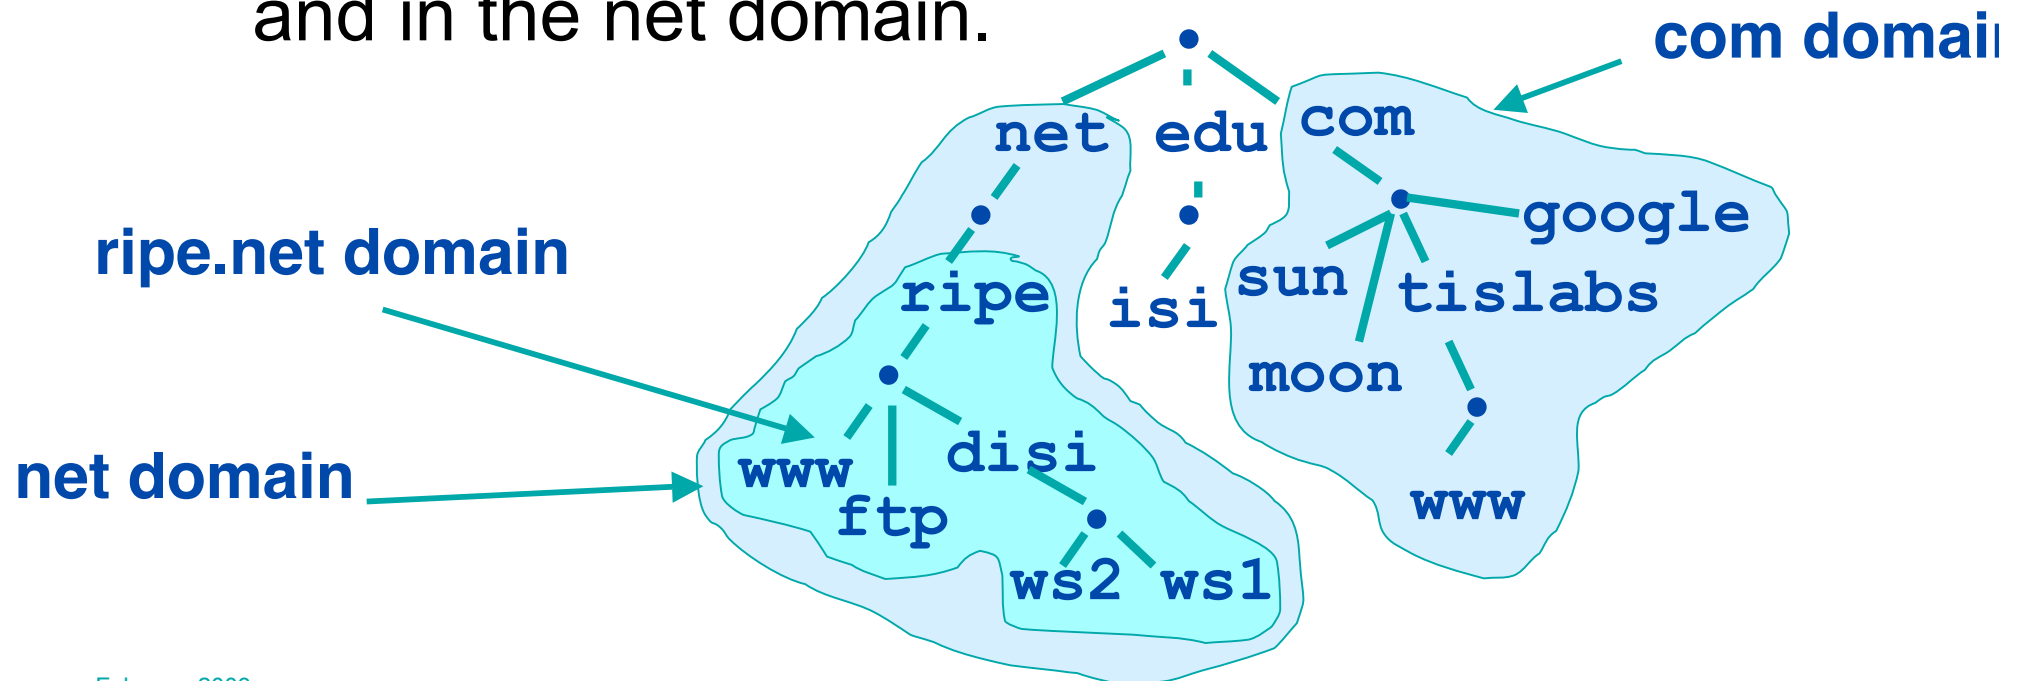 and in the net domain.
com domai
net edu com
google
ripe.net domain
ripe isi sun tislabs
moon
disi
net domain
www
ftp
www
ws2 ws1